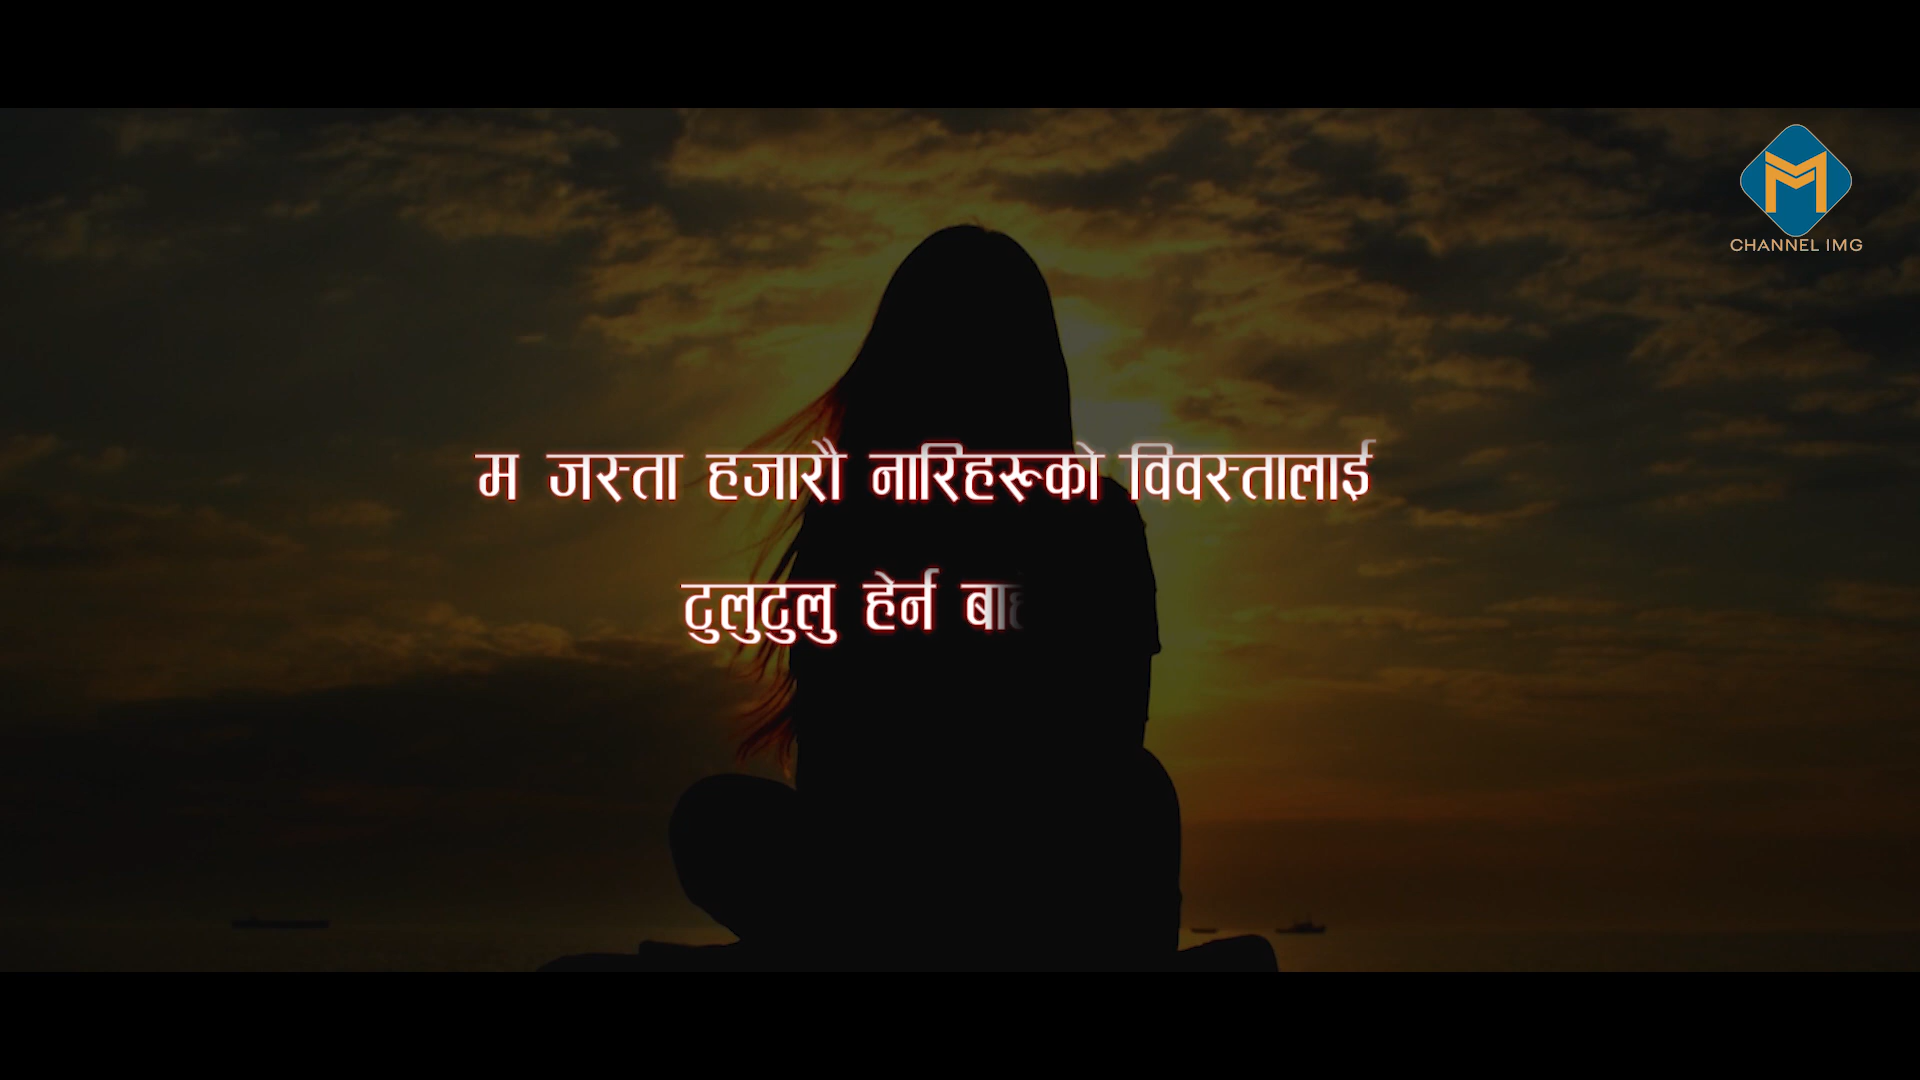 CHANNEL IMG
म जस्ता हजारौ नारिहरूको विवस्तालाई
टुलुटुलु हेर्न